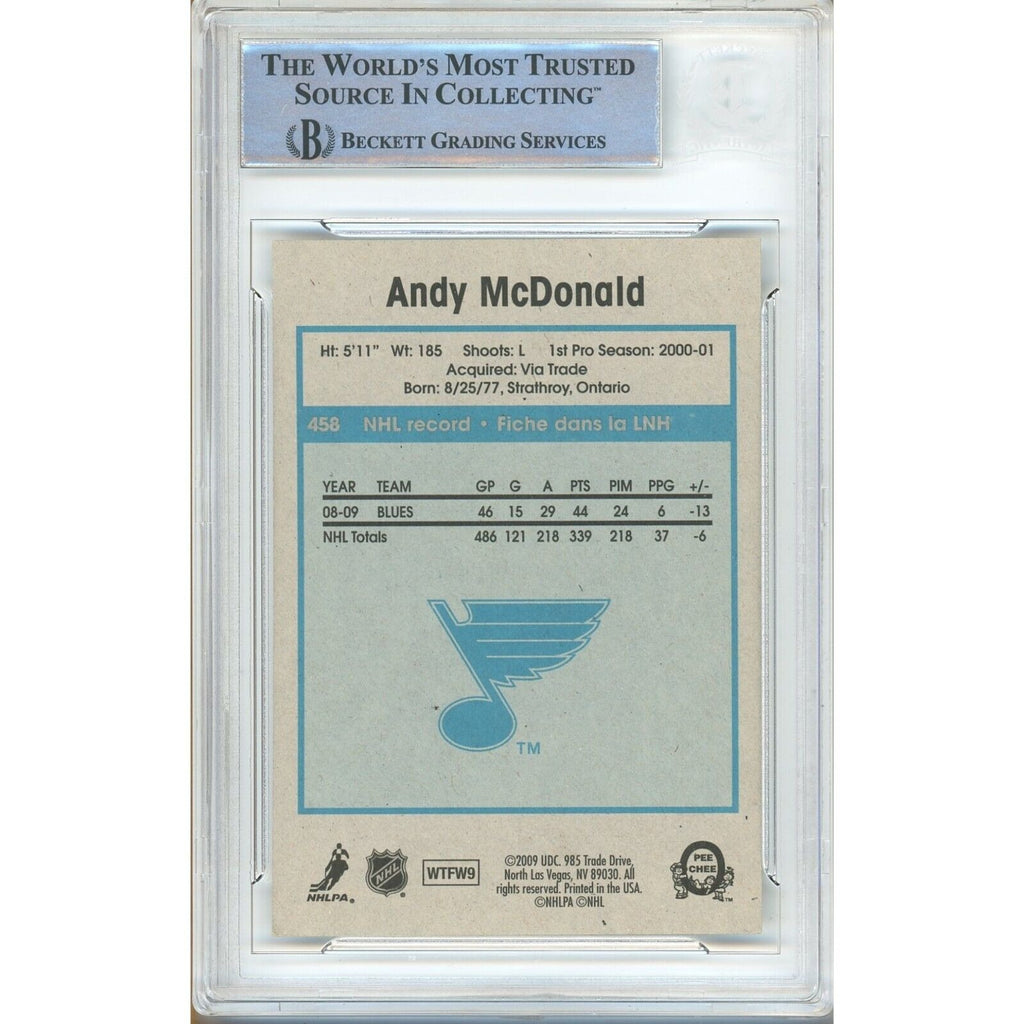 THE WORLD'S MOST TRUSTED
SOURCE IN COLLECTING™
B BECKETT GRADING SERVICES
Andy McDonald
Ht: 5'11" Wt: 185 Shoots: L 1st Pro Season: 2000-01
Acquired: Via Trade
Born: 8/25/77, Strathroy, Ontario
458 NHL record • Fiche dans la LNH
YEAR TEAM GP G A PTS PIM PPG +/-
08-09 BLUES 46 15 29 44 24 6 -13
NHL Totals 486 121 218 339 218 37 -6
TM
NHLPA®
NHL
WTFW9
©2009 UDC. 985 Trade Drive,
North Las Vegas, NV 89030. All
rights reserved. Printed in the USA.
©NHLPA ©NHL
O
PEE
CHEE
TM